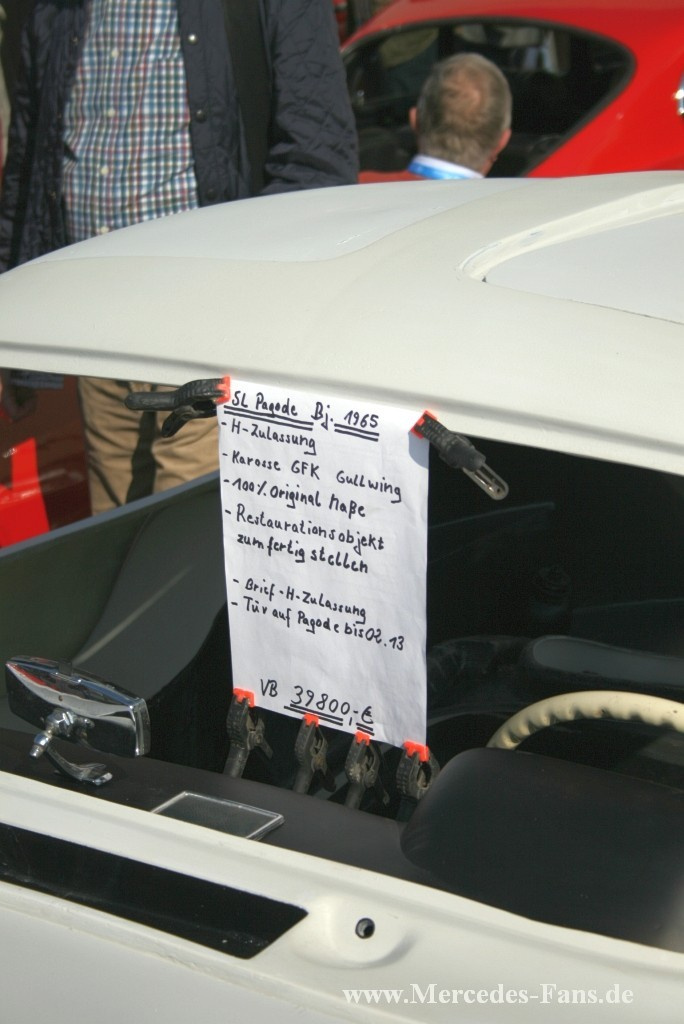 SL Pagode Bj. 1965
- H-Zulassung
- Karosse GFK Gullwing
- 100% Original Maße
- Restaurationsobjekt
zum fertig stellen
- Brief-H-Zulassung
- Tüv auf Pagode bis 02.13
VB 39800,-€
www.Mercedes-Fans.de